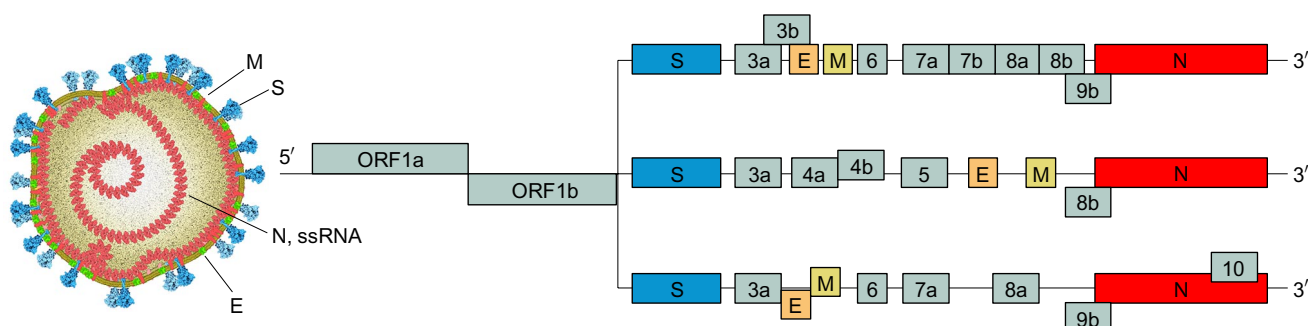 M
S
N, ssRNA
E
5′
ORF1a
ORF1b
3b
S 3a E M 6 7a 7b 8a 8b N 3′
9b
S 3a 4a 4b 5 E M N 3′
8b
10
S 3a M 6 7a 8a N 3′
E
9b